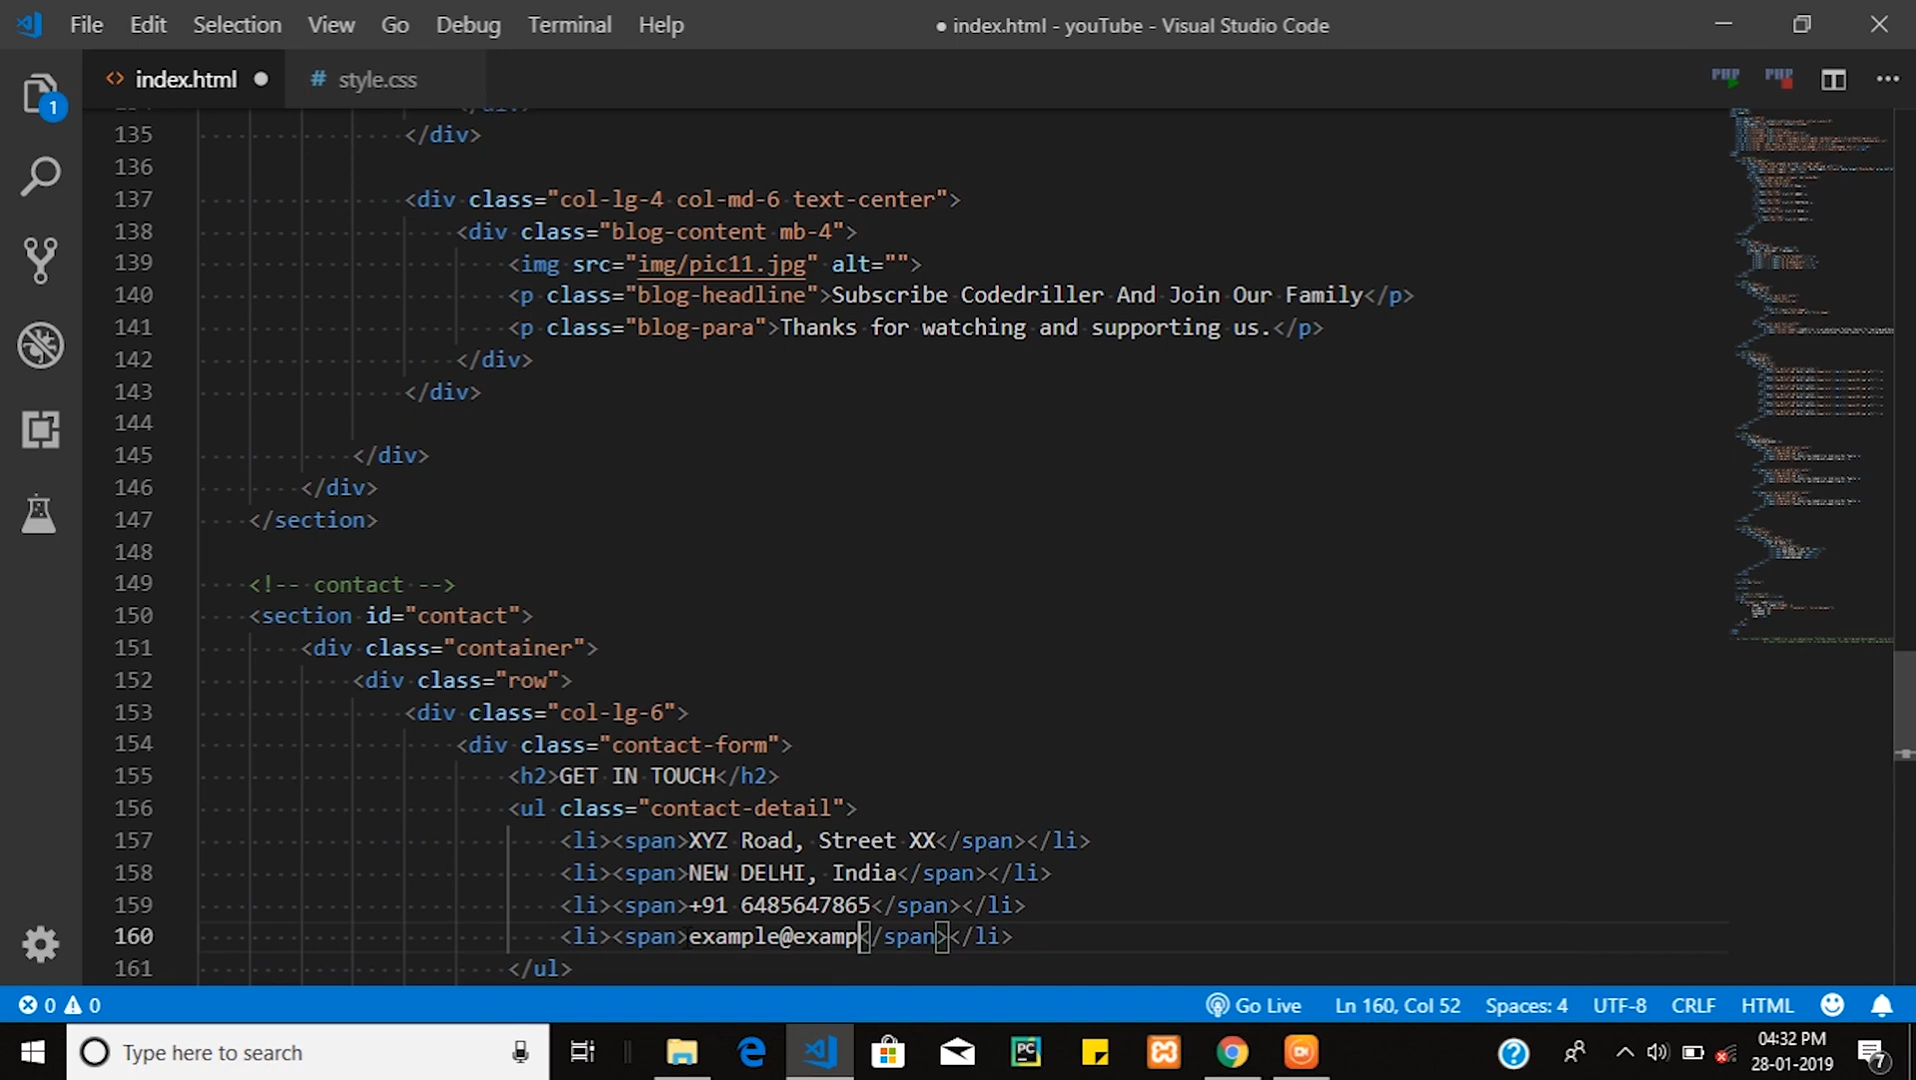 File Edit Selection View Go Debug Terminal Help ● index.html - youTube - Visual Studio Code
<> index.html ● # style.css PHP PHP ...
1
135 </div>
136
137 <div class="col-lg-4 col-md-6 text-center">
138 <div class="blog-content mb-4">
139 <img src="img/pic11.jpg" alt="">
140 <p class="blog-headline">Subscribe Codedriller And Join Our Family</p>
141 <p class="blog-para">Thanks for watching and supporting us.</p>
142 </div>
143 </div>
144
145 </div>
146 </div>
147 </section>
148
149 <!-- contact -->
150 <section id="contact">
151 <div class="container">
152 <div class="row">
153 <div class="col-lg-6">
154 <div class="contact-form">
155 <h2>GET IN TOUCH</h2>
156 <ul class="contact-detail">
157 <li><span>XYZ Road, Street XX</span></li>
158 <li><span>NEW DELHI, India</span></li>
159 <li><span>+91 6485647865</span></li>
160 <li><span>example@examp</span></li>
161 </ul>
0 0 Go Live Ln 160, Col 52 Spaces: 4 UTF-8 CRLF HTML
Type here to search PC 04:32 PM
28-01-2019 7